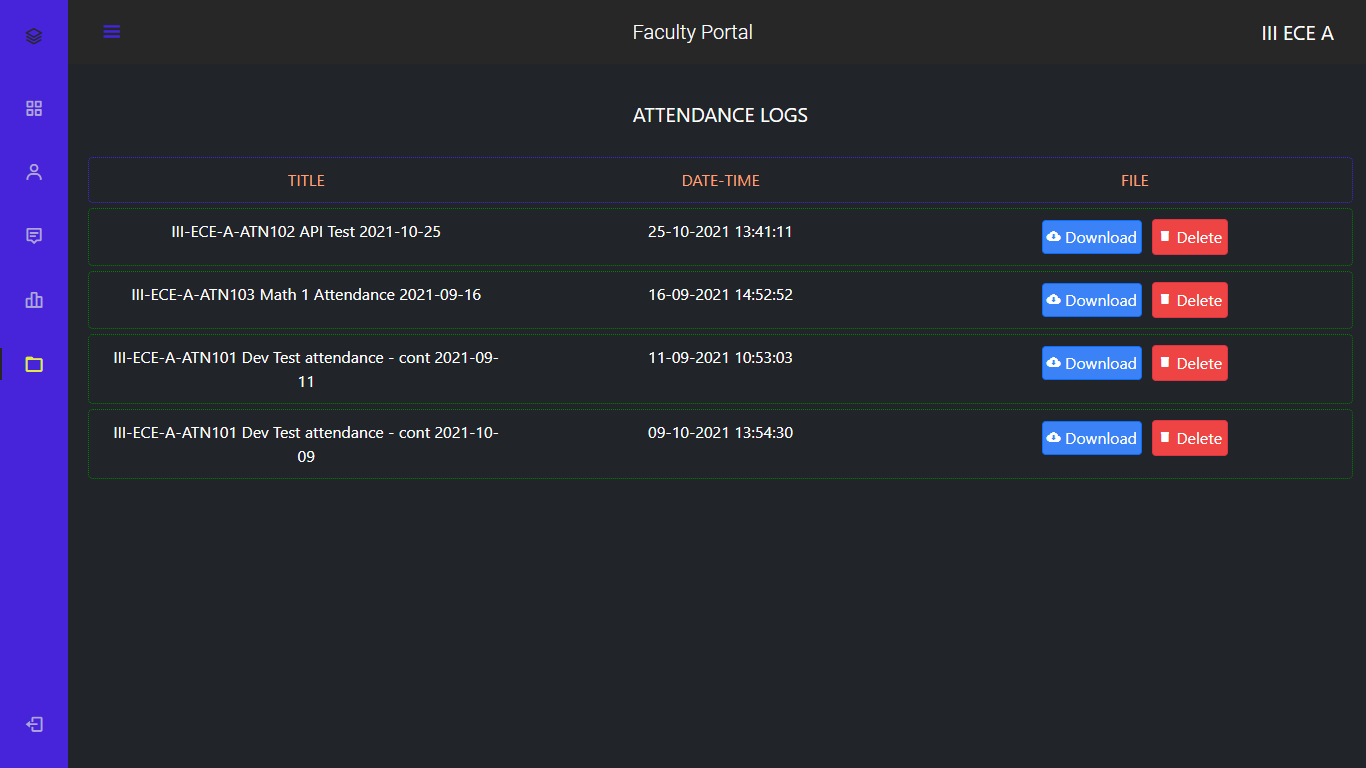 Faculty Portal
III ECE A
ATTENDANCE LOGS
TITLE DATE-TIME FILE
III-ECE-A-ATN102 API Test 2021-10-25 25-10-2021 13:41:11 Download Delete
III-ECE-A-ATN103 Math 1 Attendance 2021-09-16 16-09-2021 14:52:52 Download Delete
III-ECE-A-ATN101 Dev Test attendance - cont 2021-09- 11-09-2021 10:53:03 Download Delete
11
III-ECE-A-ATN101 Dev Test attendance - cont 2021-10- 09-10-2021 13:54:30 Download Delete
09